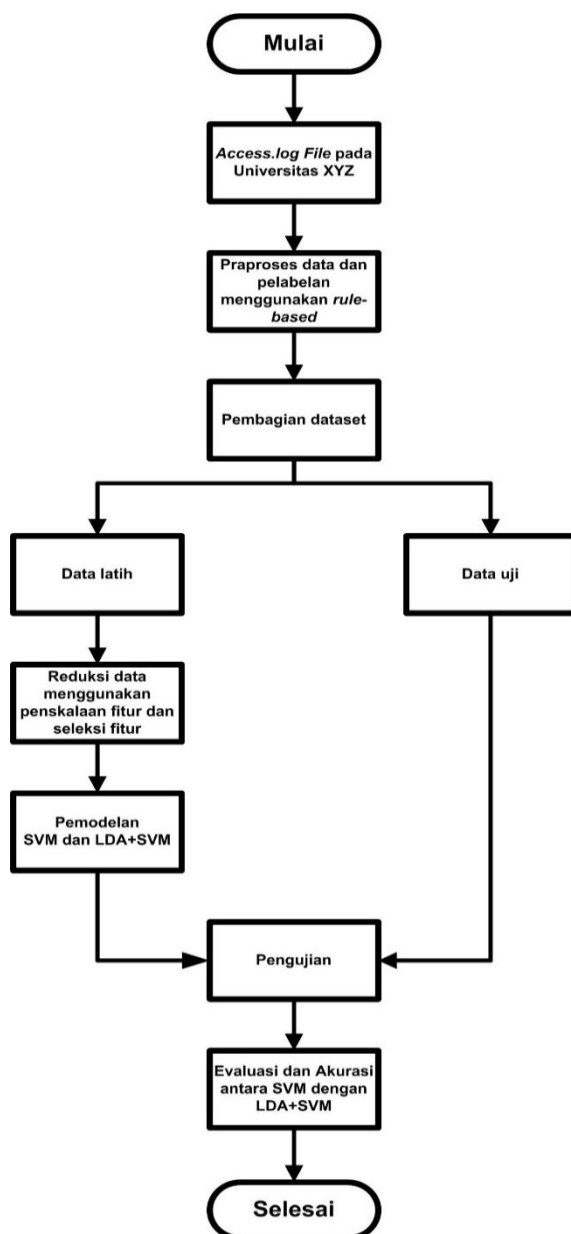 Mulai
Access.log File pada
Universitas XYZ
Praproses data dan
pelabelan
menggunakan rule-
based
Pembagian dataset
Data latih
Data uji
Reduksi data
menggunakan
penskalaan fitur dan
seleksi fitur
Pemodelan
SVM dan LDA+SVM
Pengujian
Evaluasi dan Akurasi
antara SVM dengan
LDA+SVM
Selesai